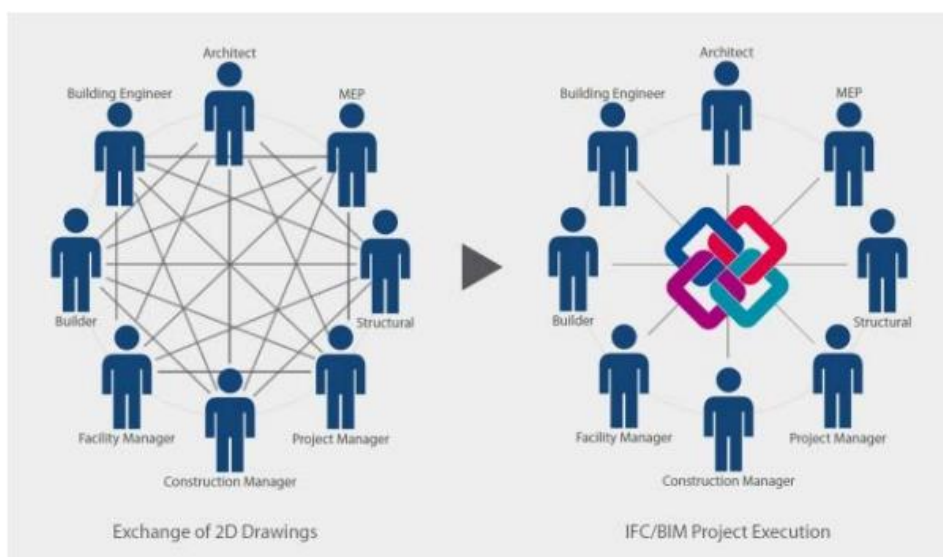 Architect
Building Engineer
MEP
Builder
Structural
Facility Manager
Project Manager
Construction Manager
Exchange of 2D Drawings
Architect
Building Engineer
MEP
Builder
Structural
Facility Manager
Project Manager
Construction Manager
IFC/BIM Project Execution